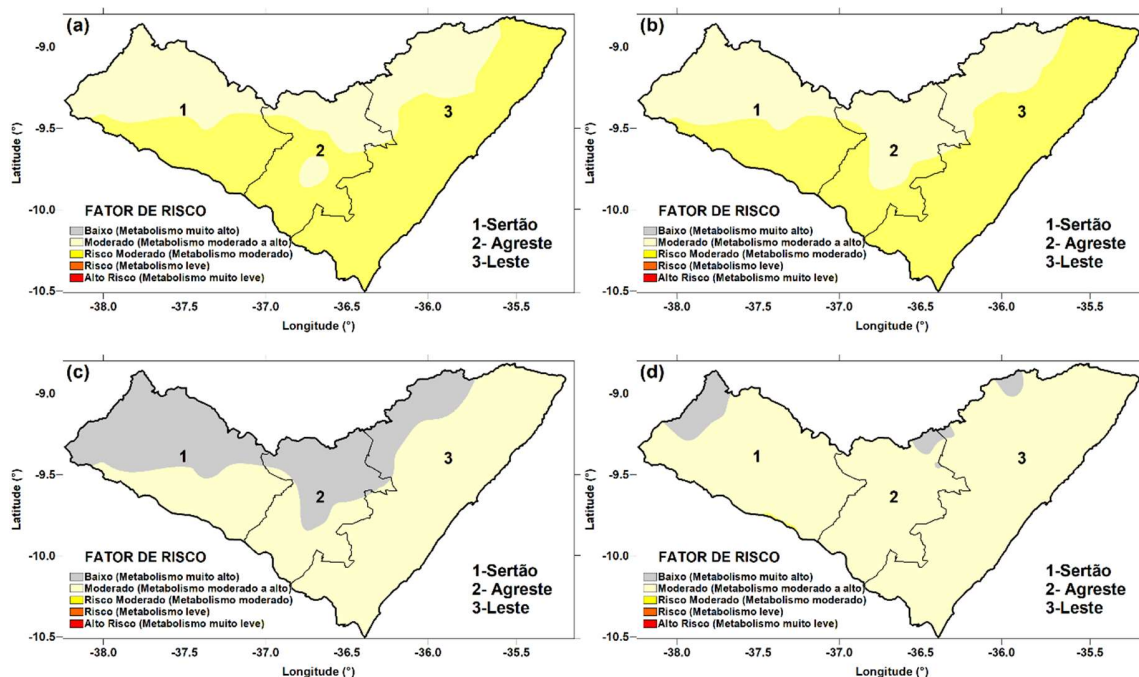 (a)
-9.0
-9.5
-10.0
-10.5
Latitude (°)
1
2
3
FATOR DE RISCO
Baixo (Metabolismo muito alto)
Moderado (Metabolismo moderado a alto)
Risco Moderado (Metabolismo moderado)
Risco (Metabolismo leve)
Alto Risco (Metabolismo muito leve)
1-Sertão
2- Agreste
3-Leste
-38.0 -37.5 -37.0 -36.5 -36.0 -35.5
Longitude (°)
(b)
-9.0
-9.5
-10.0
-10.5
Latitude (°)
1
2
3
FATOR DE RISCO
Baixo (Metabolismo muito alto)
Moderado (Metabolismo moderado a alto)
Risco Moderado (Metabolismo moderado)
Risco (Metabolismo leve)
Alto Risco (Metabolismo muito leve)
1-Sertão
2- Agreste
3-Leste
-38.0 -37.5 -37.0 -36.5 -36.0 -35.5
Longitude (°)
(c)
-9.0
-9.5
-10.0
-10.5
Latitude (°)
1
2
3
FATOR DE RISCO
Baixo (Metabolismo muito alto)
Moderado (Metabolismo moderado a alto)
Risco Moderado (Metabolismo moderado)
Risco (Metabolismo leve)
Alto Risco (Metabolismo muito leve)
1-Sertão
2- Agreste
3-Leste
-38.0 -37.5 -37.0 -36.5 -36.0 -35.5
Longitude (°)
(d)
-9.0
-9.5
-10.0
-10.5
Latitude (°)
1
2
3
FATOR DE RISCO
Baixo (Metabolismo muito alto)
Moderado (Metabolismo moderado a alto)
Risco Moderado (Metabolismo moderado)
Risco (Metabolismo leve)
Alto Risco (Metabolismo muito leve)
1-Sertão
2- Agreste
3-Leste
-38.0 -37.5 -37.0 -36.5 -36.0 -35.5
Longitude (°)